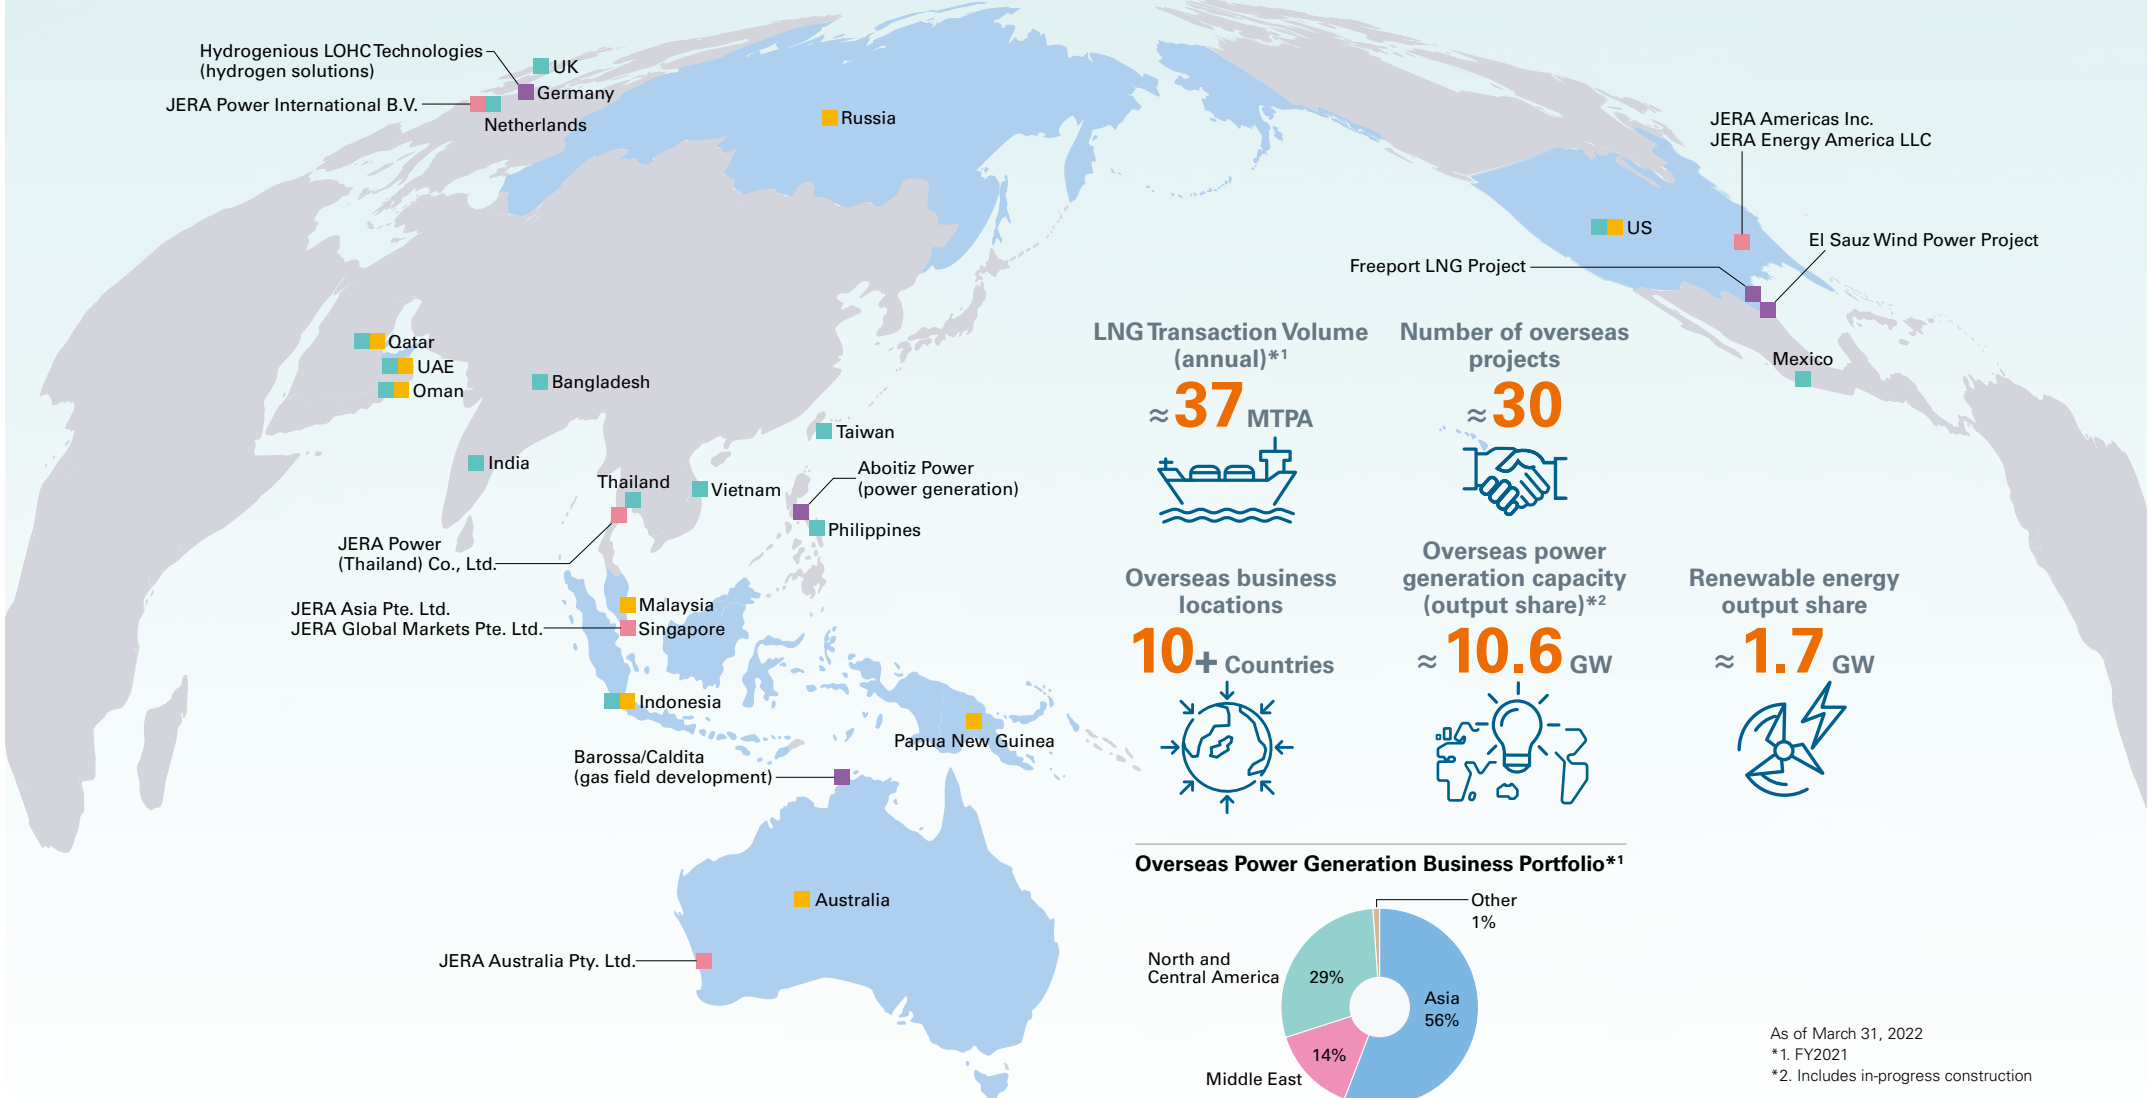 Hydrogenious LOHC Technologies
(hydrogen solutions)
UK
Germany
JERA Power International B.V.
Netherlands
Russia
JERA Americas Inc.
JERA Energy America LLC
US
El Sauz Wind Power Project
Freeport LNG Project
Mexico
Qatar
UAE
Oman
Bangladesh
Taiwan
India
Thailand
Vietnam
Aboitiz Power
(power generation)
Philippines
JERA Power
(Thailand) Co., Ltd.
Malaysia
JERA Asia Pte. Ltd.
JERA Global Markets Pte. Ltd.
Singapore
Indonesia
Papua New Guinea
Barossa/Caldita
(gas field development)
Australia
JERA Australia Pty. Ltd.
LNG Transaction Volume
(annual)*1
≈ 37 MTPA
Number of overseas
projects
≈ 30
Overseas business
locations
10+ Countries
Overseas power
generation capacity
(output share)*2
≈ 10.6 GW
Renewable energy
output share
≈ 1.7 GW
Overseas Power Generation Business Portfolio*1
Other
1%
North and
Central America
29%
Asia
56%
14%
Middle East
As of March 31, 2022
*1. FY2021
*2. Includes in-progress construction